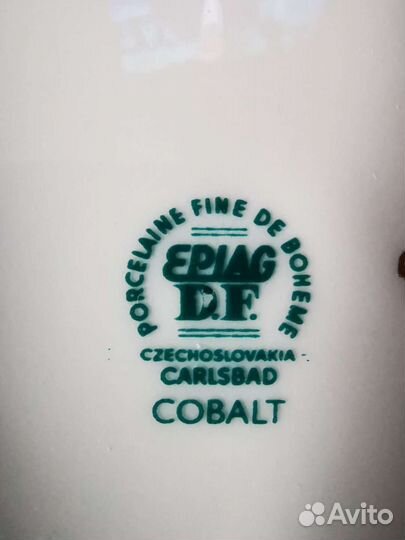 PORCELAINE FINE DE BOHEME
EPIAG
D.F.
CZECHOSLOVAKIA
CARLSBAD
COBALT
Avito